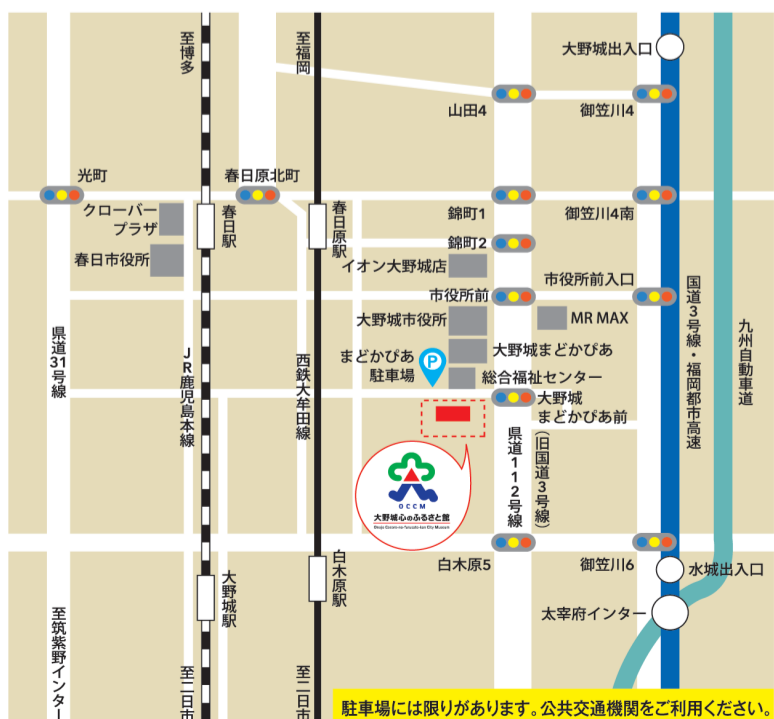 至博多
至福岡
大野城出入口
山田4
御笠川4
光町
春日原北町
クローバー
プラザ
春日市役所
春日駅
春日原駅
錦町1
御笠川4南
錦町2
イオン大野城店
市役所前
市役所前入口
大野城市役所
MR MAX
まどかぴあ
駐車場
P
大野城まどかぴあ
総合福祉センター
大野城
まどかぴあ前
県道31号線
JR鹿児島本線
西鉄大牟田線
県道112号線
(旧国道3号線)
国道3号線・福岡都市高速
九州自動車道
OCCM
大野城心のふるさと館
白木原5
御笠川6
水城出入口
太宰府インター
大野城駅
白木原駅
至筑紫野インター
至二日市
至二日市
駐車場には限りがあります。公共交通機関をご利用ください。